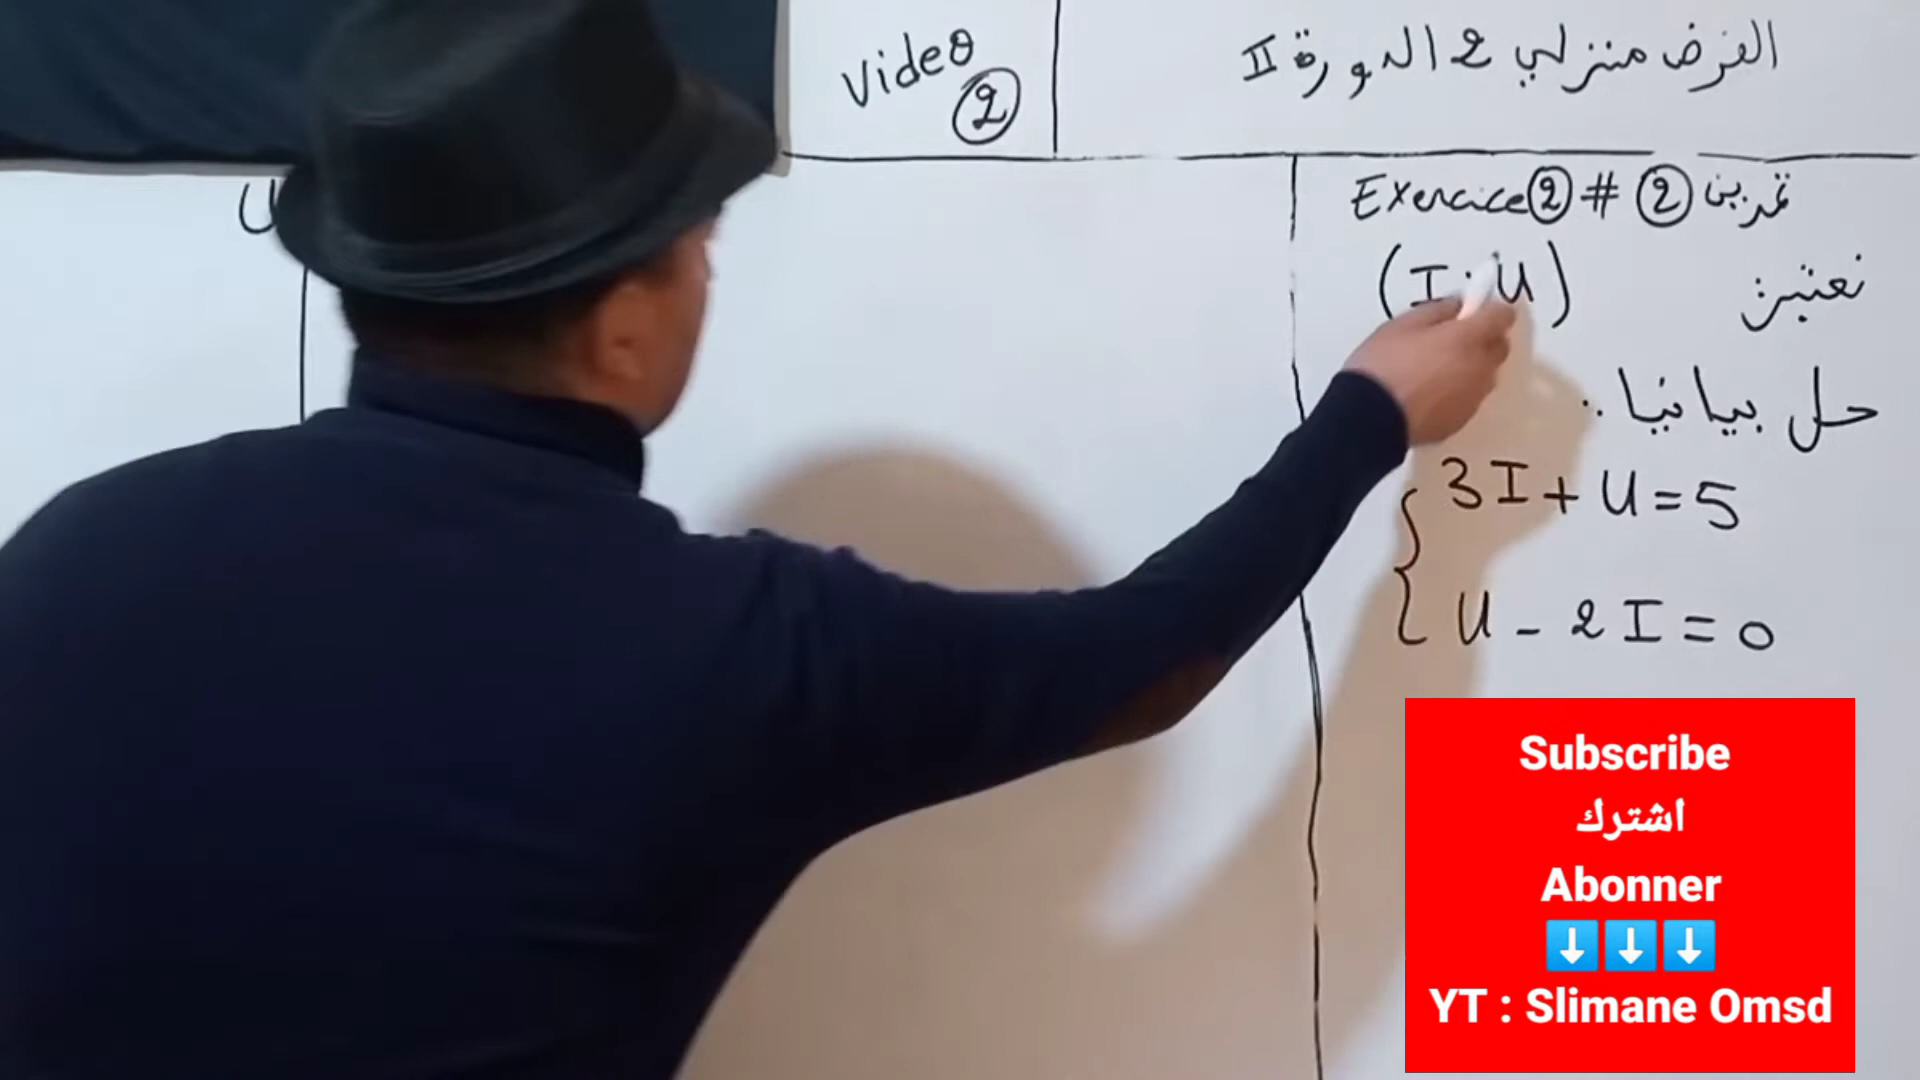 الفرض منزلي 2 الدورة II
Video
2
تمرين 2 # Exercice 2
نعتبر: (I ; U)
حل بيانيا:
3I + U = 5
U - 2I = 0
U
Subscribe
اشترك
Abonner
⬇️⬇️⬇️
YT : Slimane Omsd